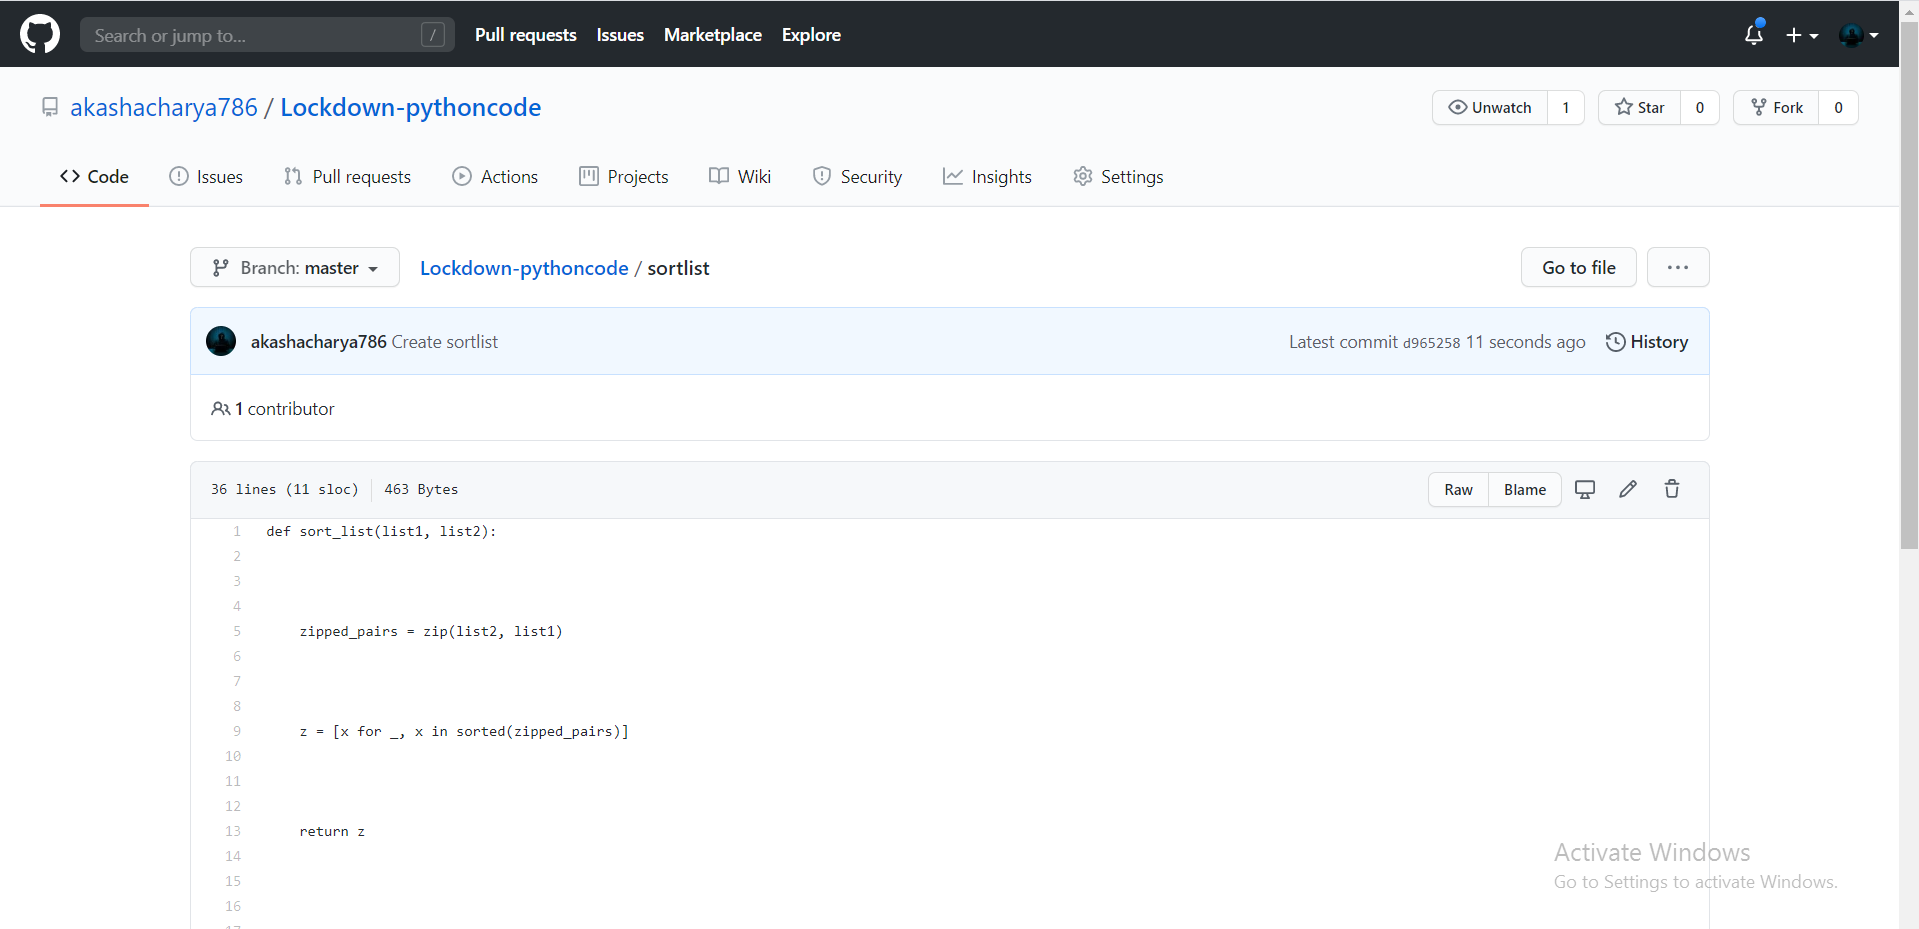 Search or jump to... /
Pull requests Issues Marketplace Explore
akashacharya786 / Lockdown-pythoncode
Unwatch 1 Star 0 Fork 0
Code Issues Pull requests Actions Projects Wiki Security Insights Settings
Branch: master Lockdown-pythoncode / sortlist Go to file ...
akashacharya786 Create sortlist Latest commit d965258 11 seconds ago History
1 contributor
36 lines (11 sloc) 463 Bytes Raw Blame
1 def sort_list(list1, list2):
2
3
4
5 zipped_pairs = zip(list2, list1)
6
7
8
9 z = [x for _, x in sorted(zipped_pairs)]
10
11
12
13 return z
14
15
16
17
Activate Windows
Go to Settings to activate Windows.